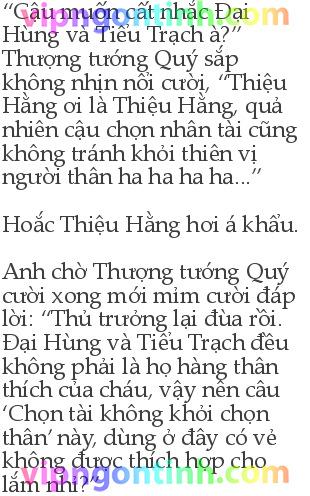 “Cậu muốn cất nhắc Đại
Hùng và Tiểu Trạch à?”
Thượng tướng Quý sắp
không nhịn nổi cười, “Thiệu
Hằng ơi là Thiệu Hằng, quả
nhiên cậu chọn nhân tài cũng
không tránh khỏi thiên vị
người thân ha ha ha ha...”
Hoắc Thiệu Hằng hơi á khẩu.
Anh chờ Thượng tướng Quý
cười xong mới mỉm cười đáp
lời: “Thủ trưởng lại đùa rồi.
Đại Hùng và Tiểu Trạch đều
không phải là họ hàng thân
thích của cháu, vậy nên câu
‘Chọn tài không khỏi chọn
thân’ này, dùng ở đây có vẻ
không được thích hợp cho
lắm nhỉ?”
vipngontinh.com
vipngontinh.com